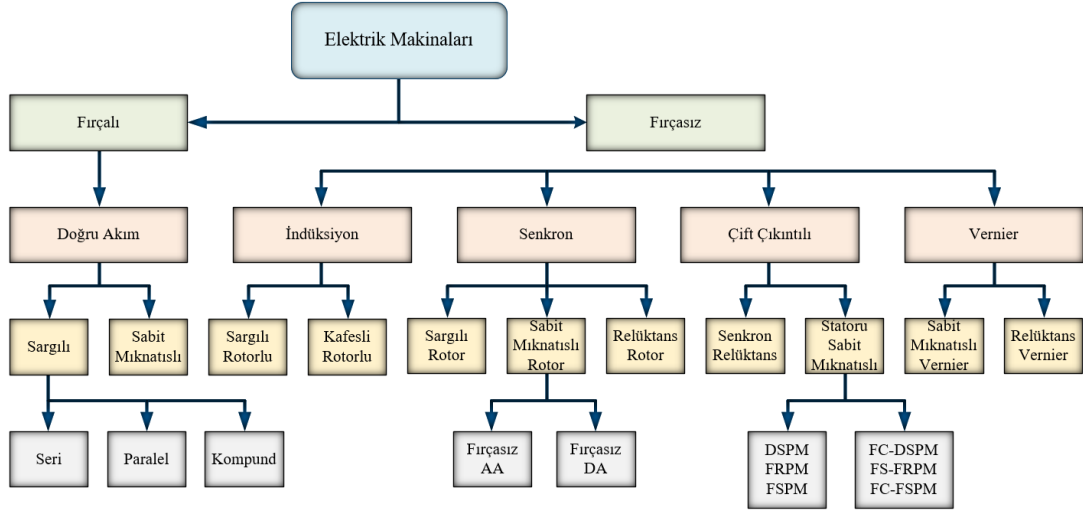 Elektrik Makinaları
Fırçalı
Fırçasız
Doğru Akım
İndüksiyon
Senkron
Çift Çıkıntılı
Vernier
Sargılı
Sabit
Mıknatıslı
Sargılı
Rotorlu
Kafesli
Rotorlu
Sargılı
Rotor
Sabit
Mıknatıslı
Rotor
Relüktans
Rotor
Senkron
Relüktans
Statoru
Sabit
Mıknatıslı
Sabit
Mıknatıslı
Vernier
Relüktans
Vernier
Seri
Paralel
Kompund
Fırçasız
AA
Fırçasız
DA
DSPM
FRPM
FSPM
FC-DSPM
FS-FRPM
FC-FSPM